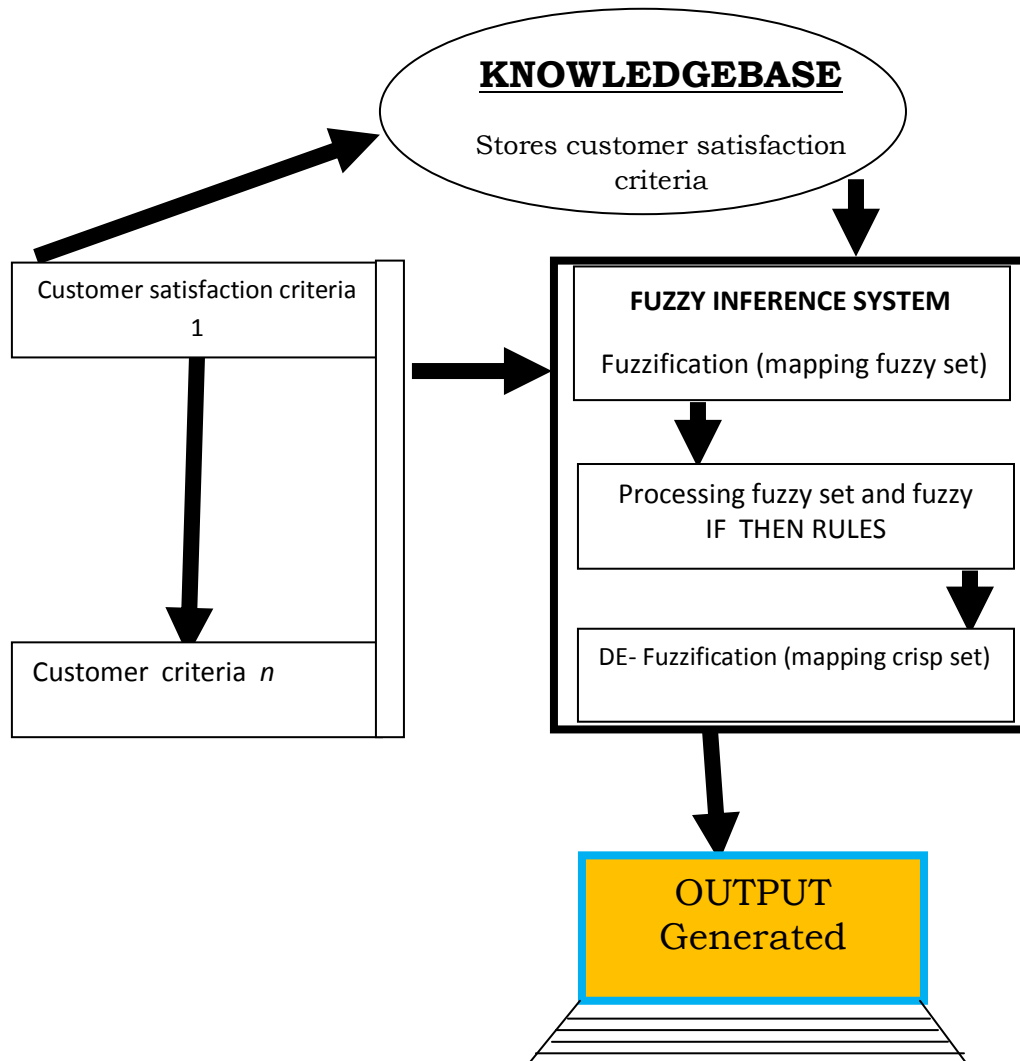 KNOWLEDGEBASE
Stores customer satisfaction
criteria
Customer satisfaction criteria
1
FUZZY INFERENCE SYSTEM
Fuzzification (mapping fuzzy set)
Processing fuzzy set and fuzzy
IF THEN RULES
Customer criteria n
DE- Fuzzification (mapping crisp set)
OUTPUT
Generated